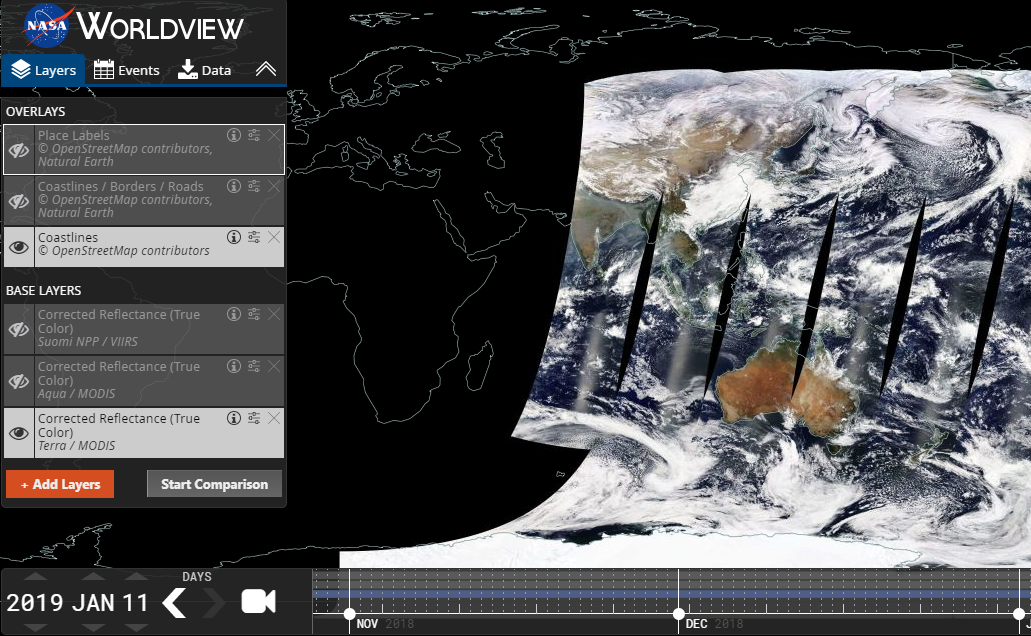 NASA WORLDVIEW
Layers Events Data
OVERLAYS
Place Labels
© OpenStreetMap contributors,
Natural Earth
Coastlines / Borders / Roads
© OpenStreetMap contributors,
Natural Earth
Coastlines
© OpenStreetMap contributors
BASE LAYERS
Corrected Reflectance (True
Color)
Suomi NPP / VIIRS
Corrected Reflectance (True
Color)
Aqua / MODIS
Corrected Reflectance (True
Color)
Terra / MODIS
+ Add Layers Start Comparison
DAYS
2019 JAN 11
NOV 2018 DEC 2018